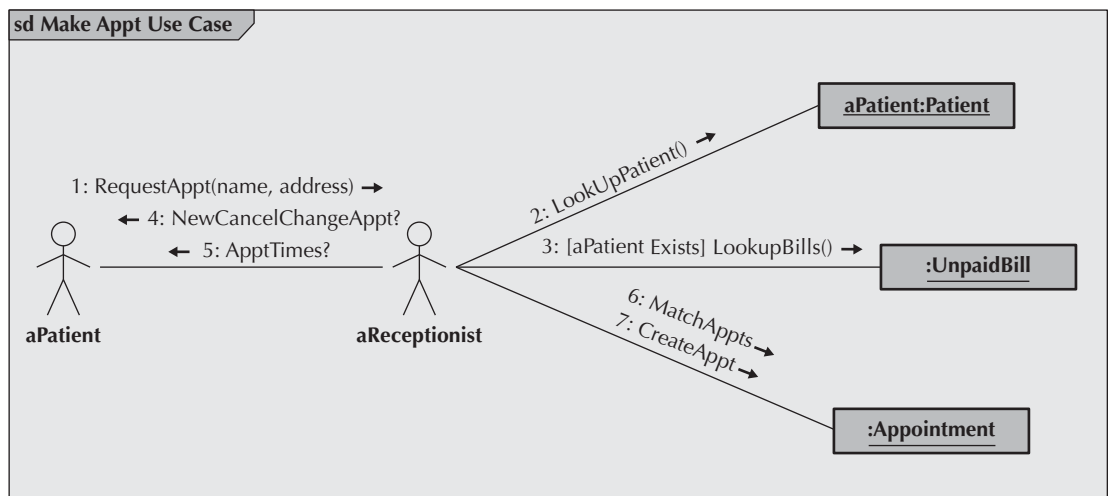 sd Make Appt Use Case
aPatient:Patient
1: RequestAppt(name, address) →
2: LookUpPatient() →
← 4: NewCancelChangeAppt?
← 5: ApptTimes?
3: [aPatient Exists] LookupBills() →
:UnpaidBill
aPatient
aReceptionist
6: MatchAppts →
7: CreateAppt →
:Appointment